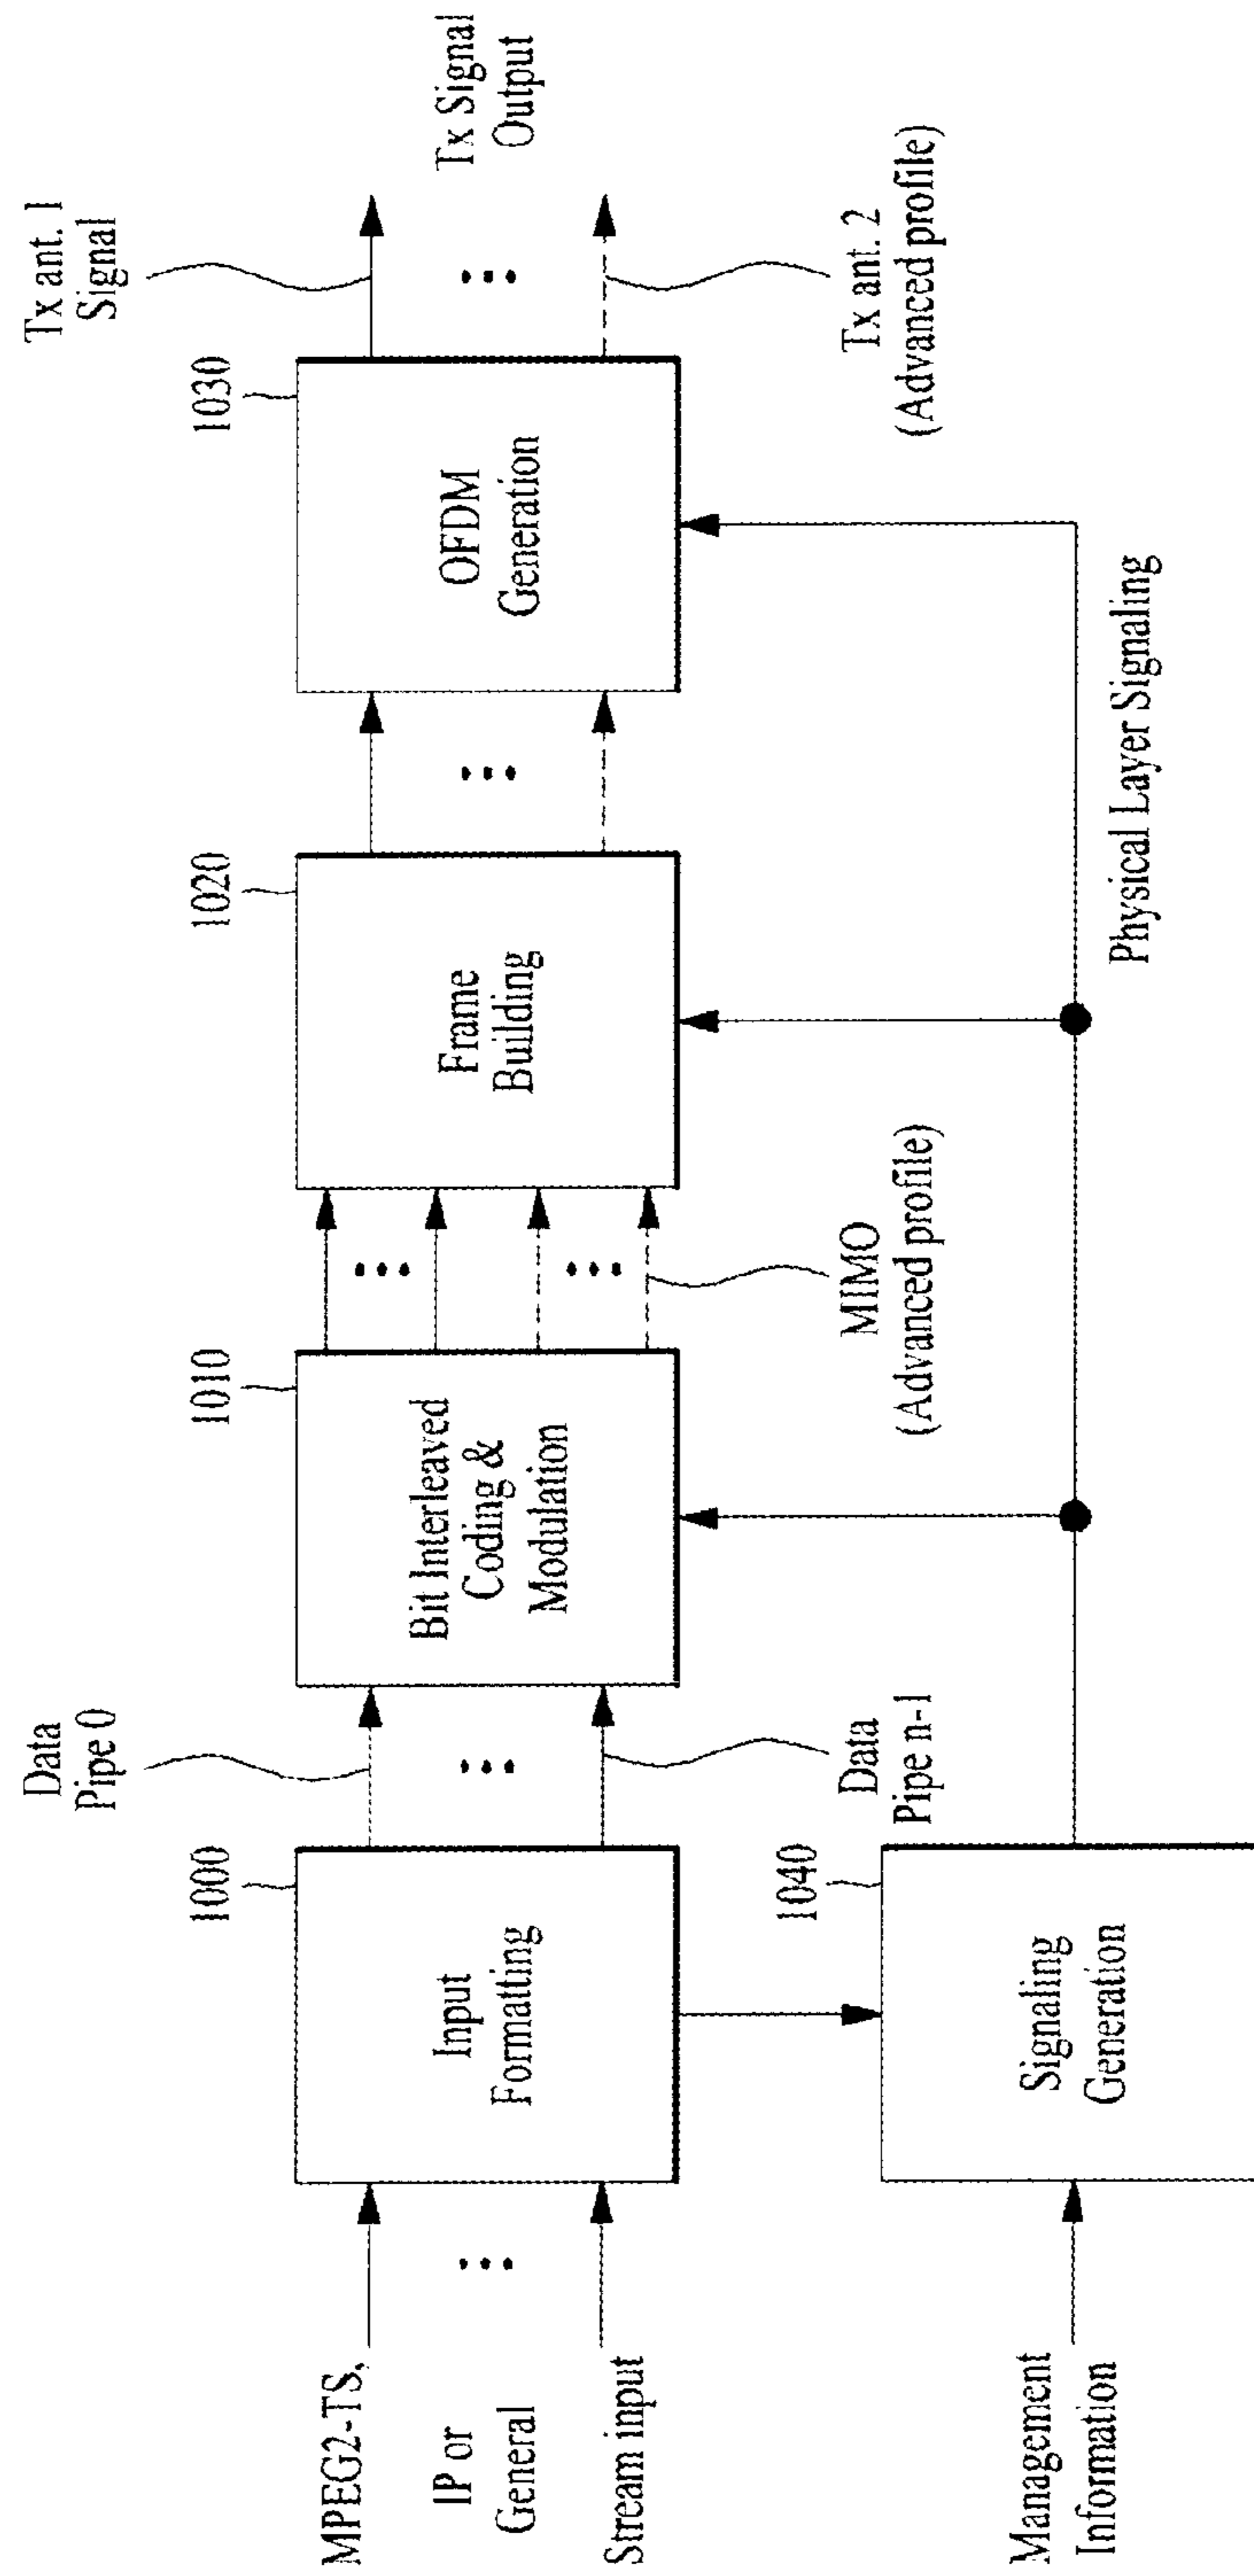 Tx ant. 1
Signal
Data
Pipe 0
1000
1010
1020
1030
MPEG2-TS,
IP or
General
Stream input
Input
Formatting
Bit Interleaved
Coding &
Modulation
Frame
Building
OFDM
Generation
Tx Signal
Output
Data
Pipe n-1
MIMO
(Advanced profile)
Tx ant. 2
(Advanced profile)
1040
Management
Information
Signaling
Generation
Physical Layer Signaling